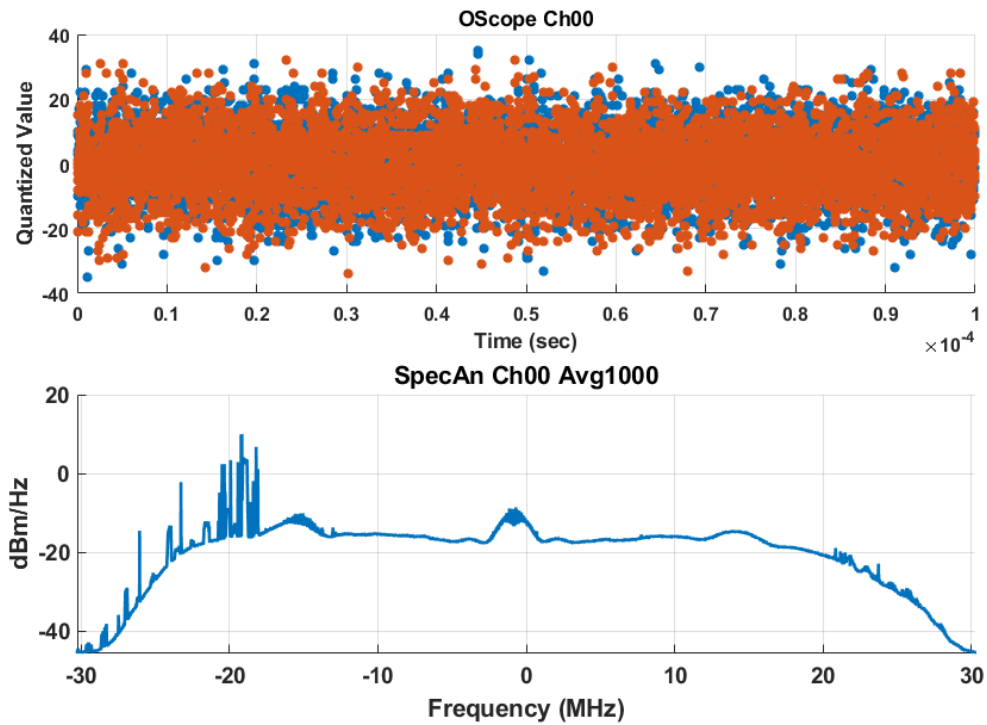 OScope Ch00
Quantized Value
40
20
0
-20
-40
0 0.1 0.2 0.3 0.4 0.5 0.6 0.7 0.8 0.9 1
Time (sec)
×10-4
SpecAn Ch00 Avg1000
dBm/Hz
20
0
-20
-40
-30 -20 -10 0 10 20 30
Frequency (MHz)